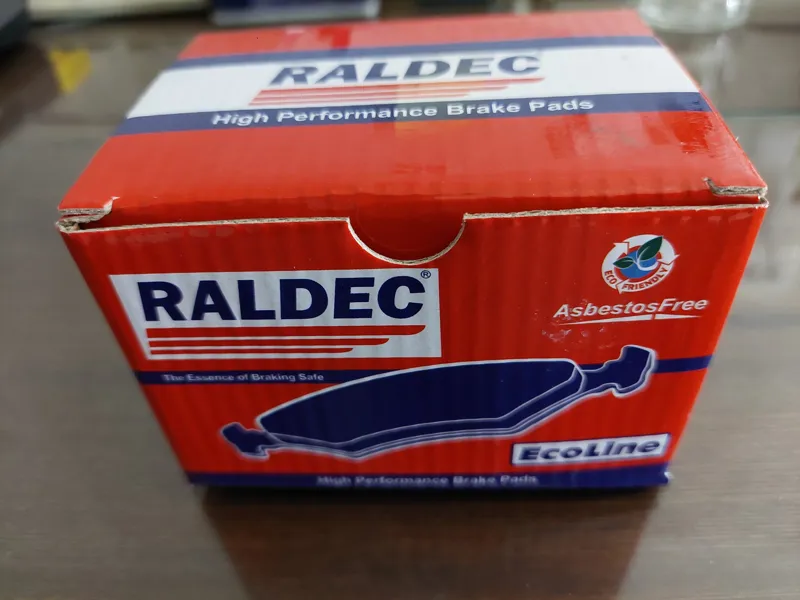 RALDEC
High Performance Brake Pads
RALDEC®
ECO FRIENDLY
AsbestosFree
The Essence of Braking Safe
EcoLine
High Performance Brake Pads